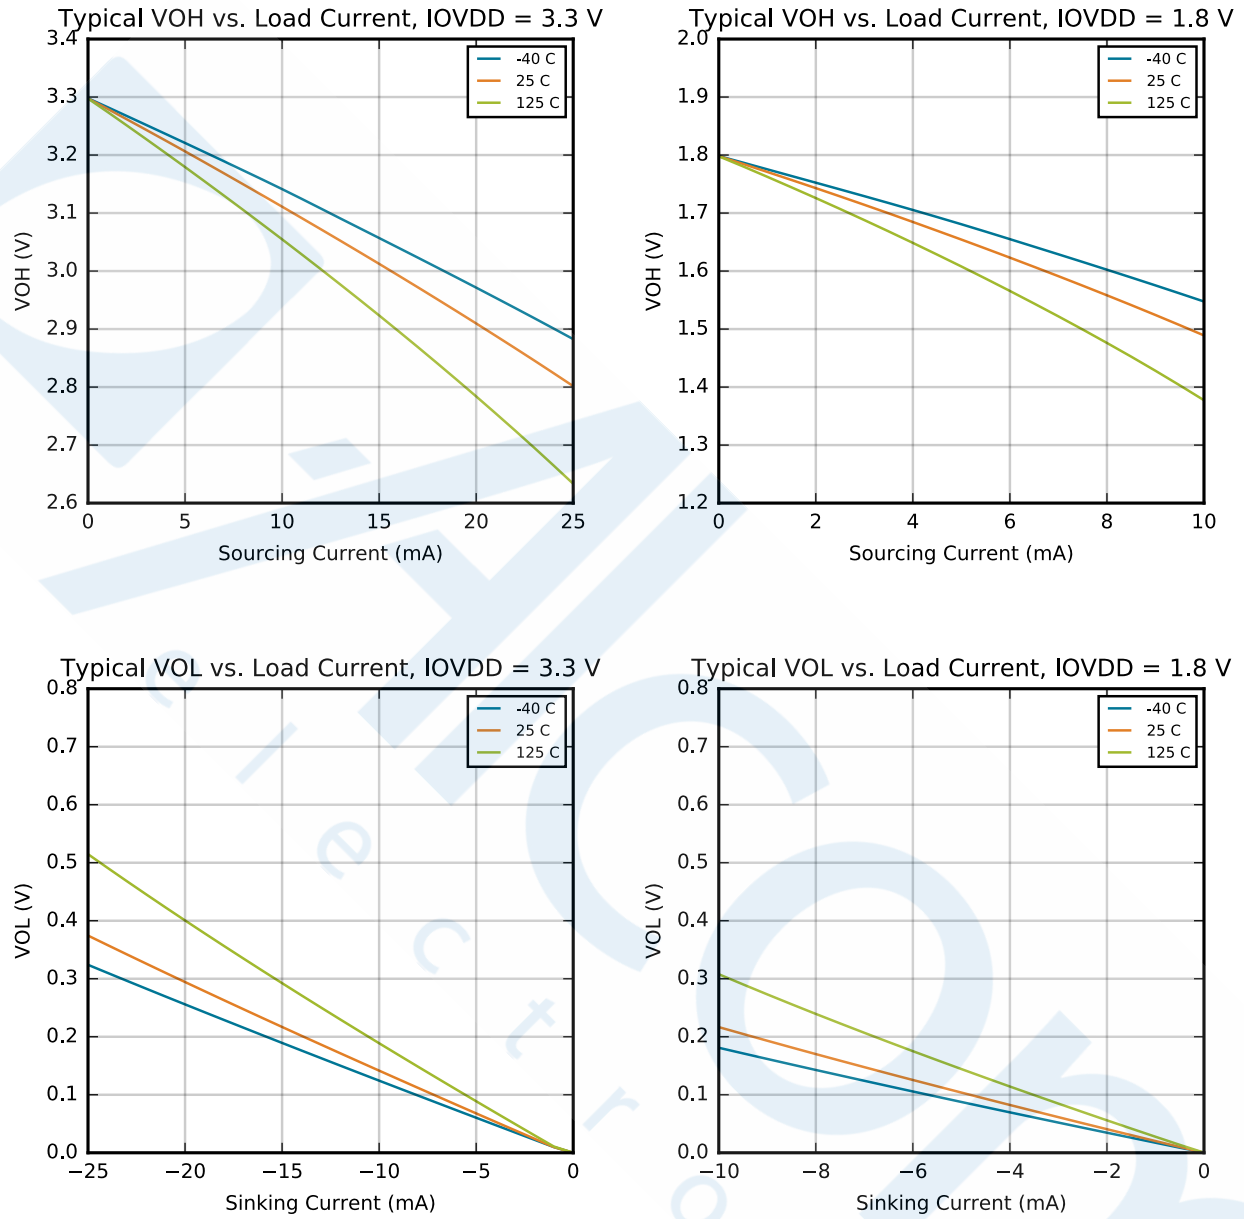 Typical VOH vs. Load Current, IOVDD = 3.3 V
3.4
3.3
3.2
3.1
3.0
2.9
2.8
2.7
2.6
VOH (V)
-40 C
25 C
125 C
0 5 10 15 20 25
Sourcing Current (mA)
Typical VOH vs. Load Current, IOVDD = 1.8 V
2.0
1.9
1.8
1.7
1.6
1.5
1.4
1.3
1.2
VOH (V)
-40 C
25 C
125 C
0 2 4 6 8 10
Sourcing Current (mA)
Typical VOL vs. Load Current, IOVDD = 3.3 V
0.8
0.7
0.6
0.5
0.4
0.3
0.2
0.1
0.0
VOL (V)
-40 C
25 C
125 C
−25 −20 −15 −10 −5 0
Sinking Current (mA)
Typical VOL vs. Load Current, IOVDD = 1.8 V
0.8
0.7
0.6
0.5
0.4
0.3
0.2
0.1
0.0
VOL (V)
-40 C
25 C
125 C
−10 −8 −6 −4 −2 0
Sinking Current (mA)